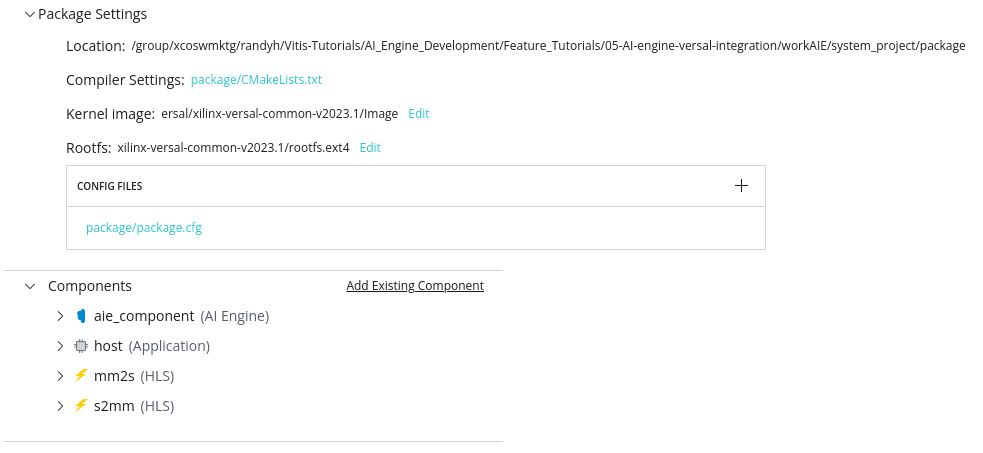 Package Settings
Location: /group/xcoswmktg/randyh/Vitis-Tutorials/AI_Engine_Development/Feature_Tutorials/05-AI-engine-versal-integration/workAIE/system_project/package
Compiler Settings: package/CMakeLists.txt
Kernel image: ersal/xilinx-versal-common-v2023.1/Image Edit
Rootfs: xilinx-versal-common-v2023.1/rootfs.ext4 Edit
CONFIG FILES
package/package.cfg
Components Add Existing Component
aie_component (AI Engine)
host (Application)
mm2s (HLS)
s2mm (HLS)